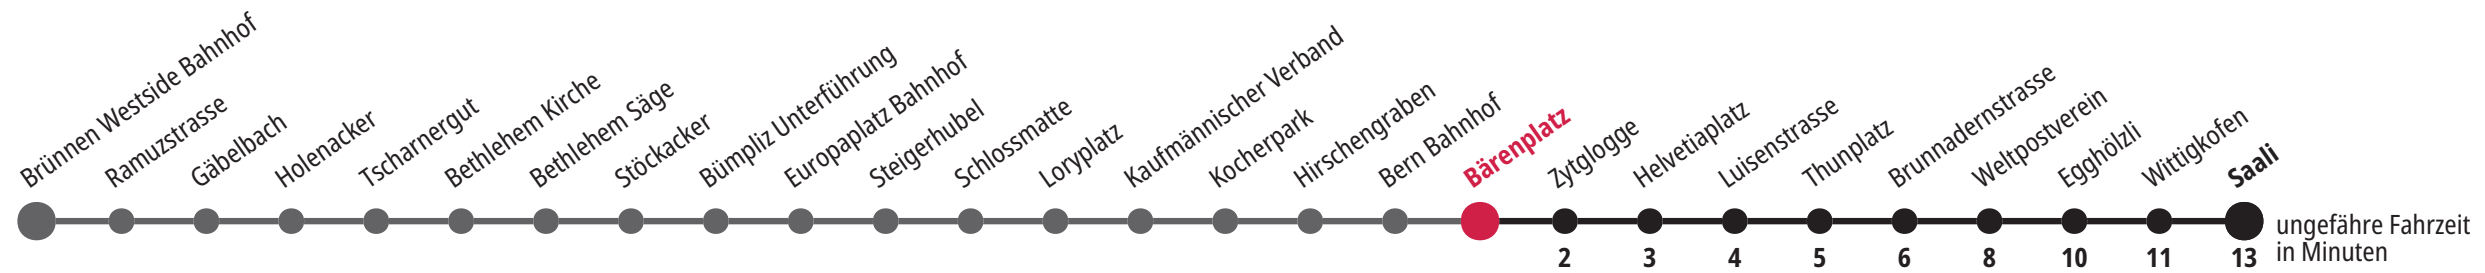 Brünnen Westside Bahnhof
Ramuzstrasse
Gäbelbach
Holenacker
Tscharnergut
Bethlehem Kirche
Bethlehem Säge
Stöckacker
Bümpliz Unterführung
Europaplatz Bahnhof
Steigerhubel
Schlossmatte
Loryplatz
Kaufmännischer Verband
Kocherpark
Hirschengraben
Bern Bahnhof
Bärenplatz
Zytglogge
Helvetiaplatz
Luisenstrasse
Thunplatz
Brunnadernstrasse
Weltpostverein
Egghölzli
Wittigkofen
Saali
ungefähre Fahrzeit
in Minuten
2 3 4 5 6 8 10 11 13